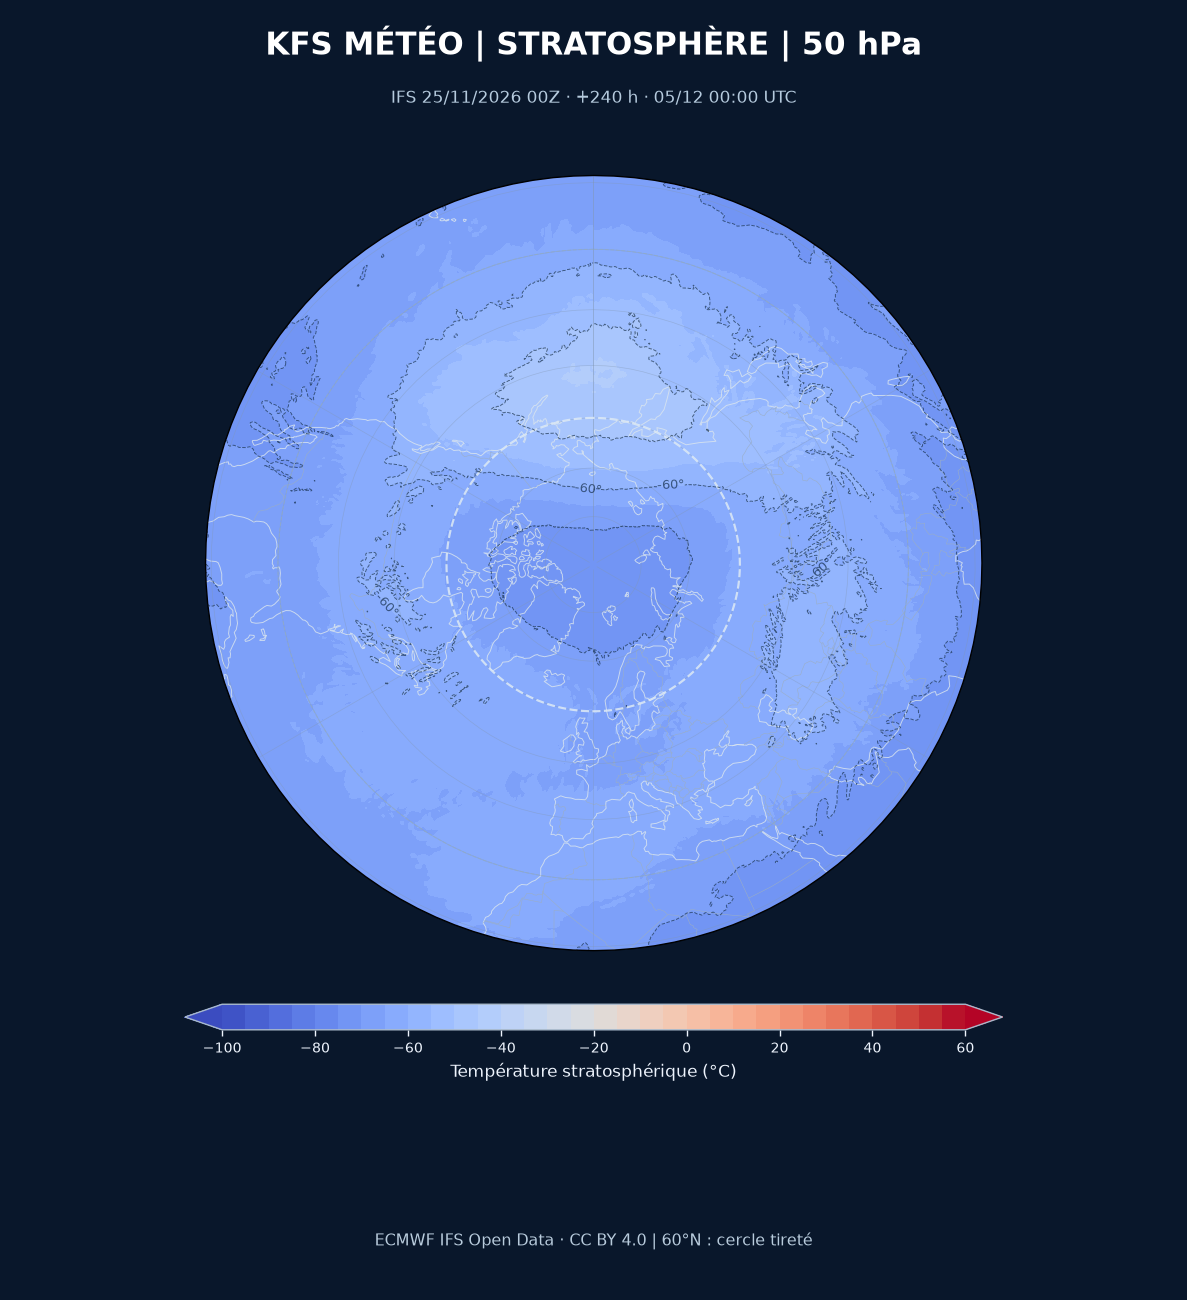 KFS MÉTÉO | STRATOSPHÈRE | 50 hPa
IFS 25/11/2026 00Z · +240 h · 05/12 00:00 UTC
60°
60°
60°
60°
−100 −80 −60 −40 −20 0 20 40 60
Température stratosphérique (°C)
ECMWF IFS Open Data · CC BY 4.0 | 60°N : cercle tireté